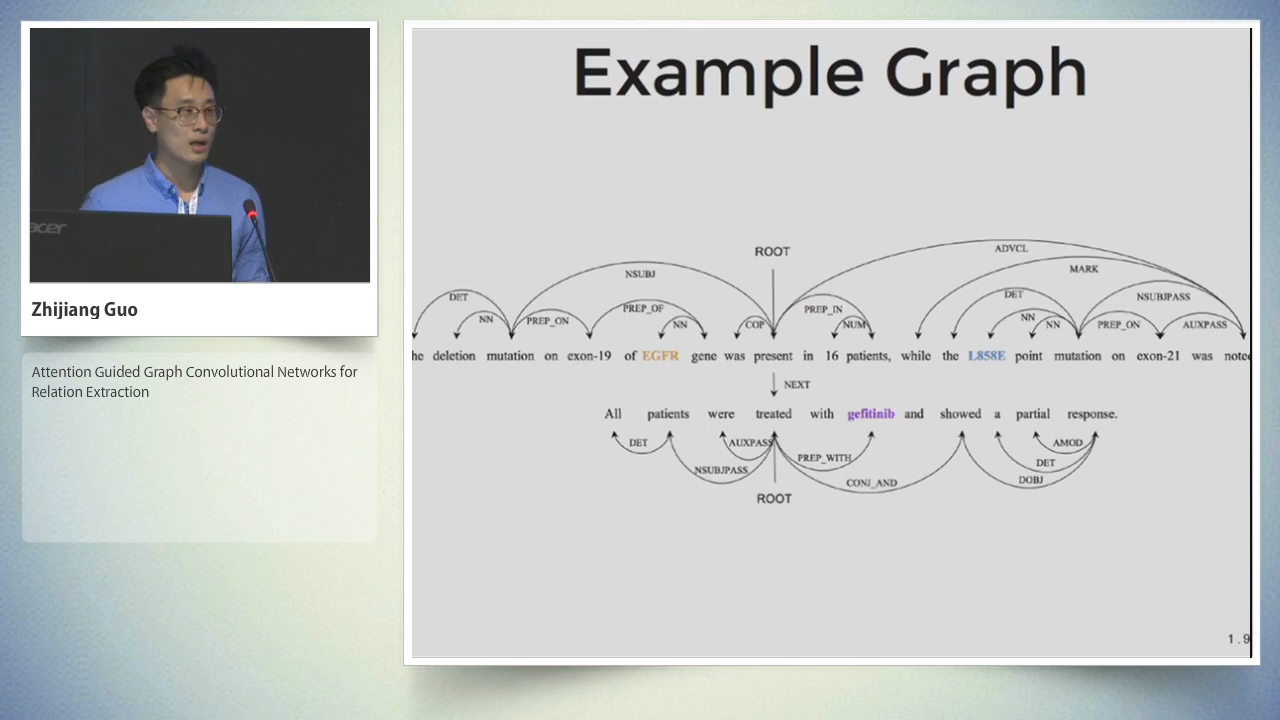 Example Graph
ROOT
ADVCL
MARK
NSUBJ
DET
NN
PREP_ON
PREP_OF
NN
COP
PREP_IN
NUM
DET
NN
NN
PREP_ON
NSUBJPASS
AUXPASS
he deletion mutation on exon-19 of EGFR gene was present in 16 patients, while the L858E point mutation on exon-21 was note
NEXT
All patients were treated with gefitinib and showed a partial response.
DET
NSUBJPASS
AUXPASS
PREP_WITH
CONJ_AND
AMOD
DET
DOBJ
ROOT
1.9
acer
Zhijiang Guo
Attention Guided Graph Convolutional Networks for
Relation Extraction